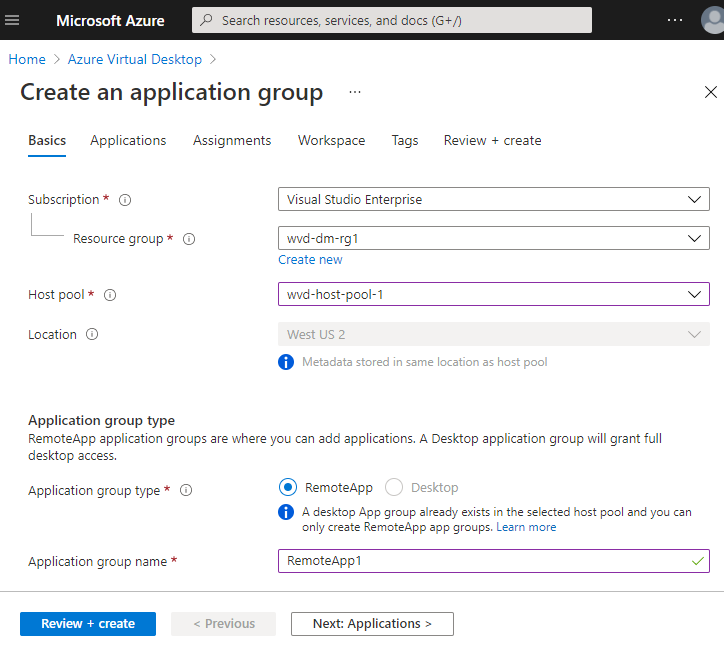 Microsoft Azure
Search resources, services, and docs (G+/)
...
Home > Azure Virtual Desktop >
Create an application group ...
Basics Applications Assignments Workspace Tags Review + create
Subscription *
Visual Studio Enterprise
Resource group *
wvd-dm-rg1
Create new
Host pool *
wvd-host-pool-1
Location
West US 2
Metadata stored in same location as host pool
Application group type
RemoteApp application groups are where you can add applications. A Desktop application group will grant full
desktop access.
Application group type *
RemoteApp Desktop
A desktop App group already exists in the selected host pool and you can
only create RemoteApp app groups. Learn more
Application group name *
RemoteApp1
Review + create
< Previous
Next: Applications >